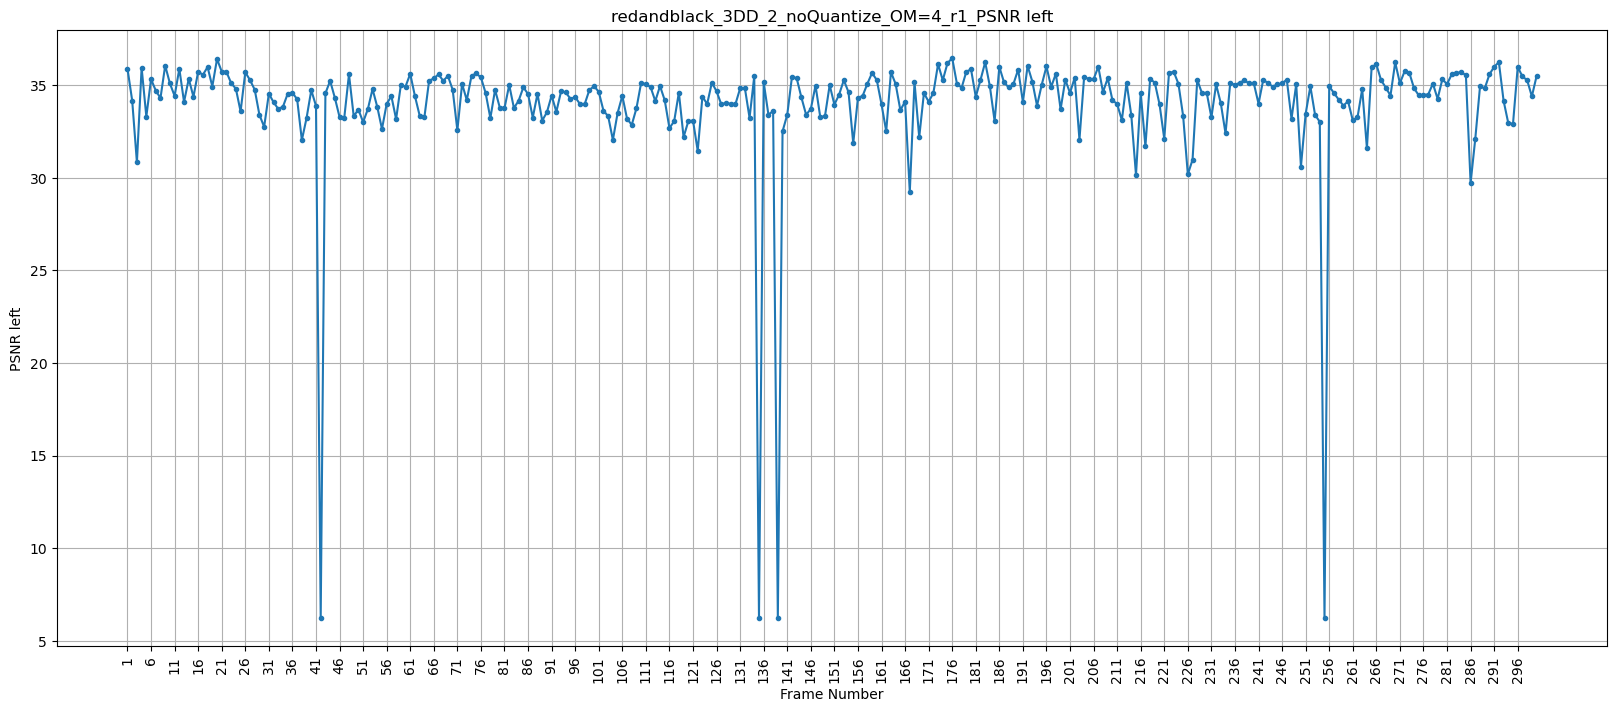 redandblack_3DD_2_noQuantize_OM=4_r1_PSNR left
PSNR left
35
30
25
20
15
10
5
1 6 11 16 21 26 31 36 41 46 51 56 61 66 71 76 81 86 91 96 101 106 111 116 121 126 131 136 141 146 151 156 161 166 171 176 181 186 191 196 201 206 211 216 221 226 231 236 241 246 251 256 261 266 271 276 281 286 291 296
Frame Number